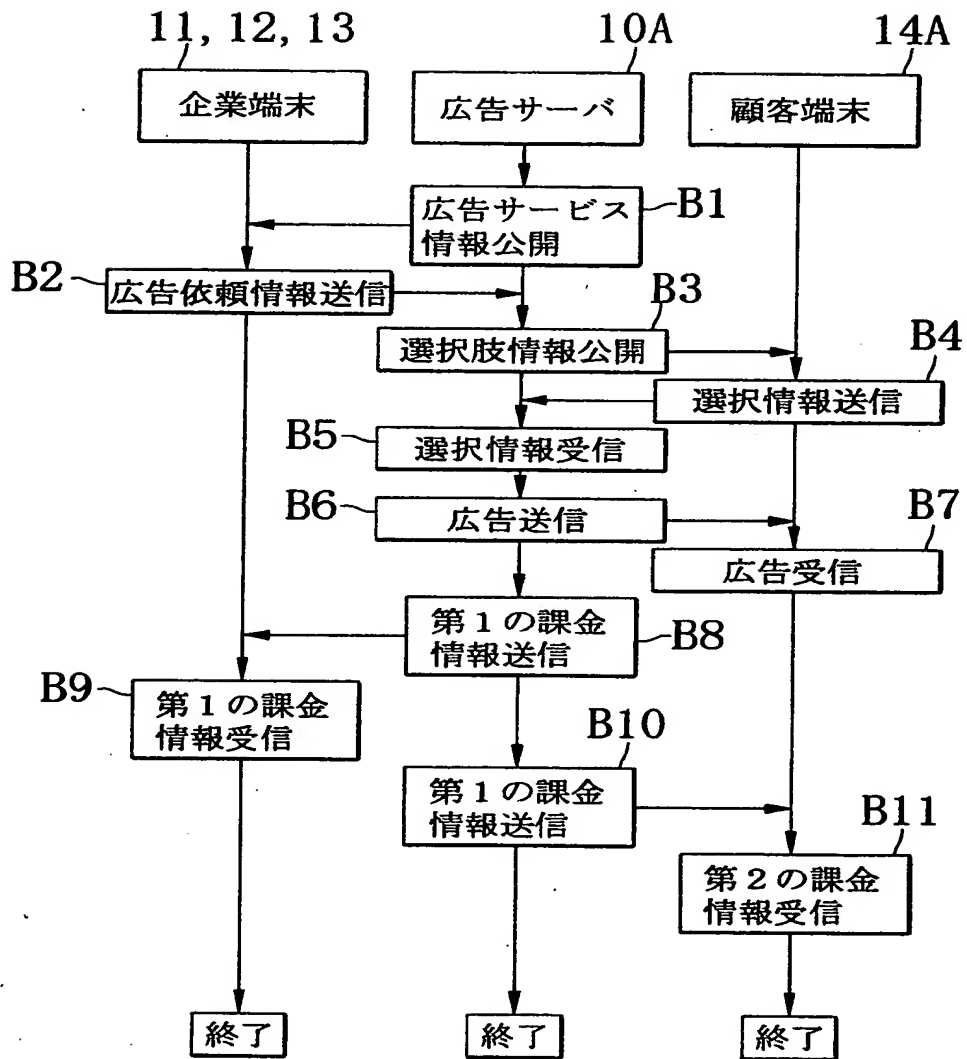 11, 12, 13
10A
14A
企業端末
広告サーバ
顧客端末
広告サービス
情報公開
B1
B2
広告依頼情報送信
B3
選択肢情報公開
B4
選択情報送信
B5
選択情報受信
B6
広告送信
B7
広告受信
第1の課金
情報送信
B8
B9
第1の課金
情報受信
B10
第1の課金
情報送信
B11
第2の課金
情報受信
終了
終了
終了